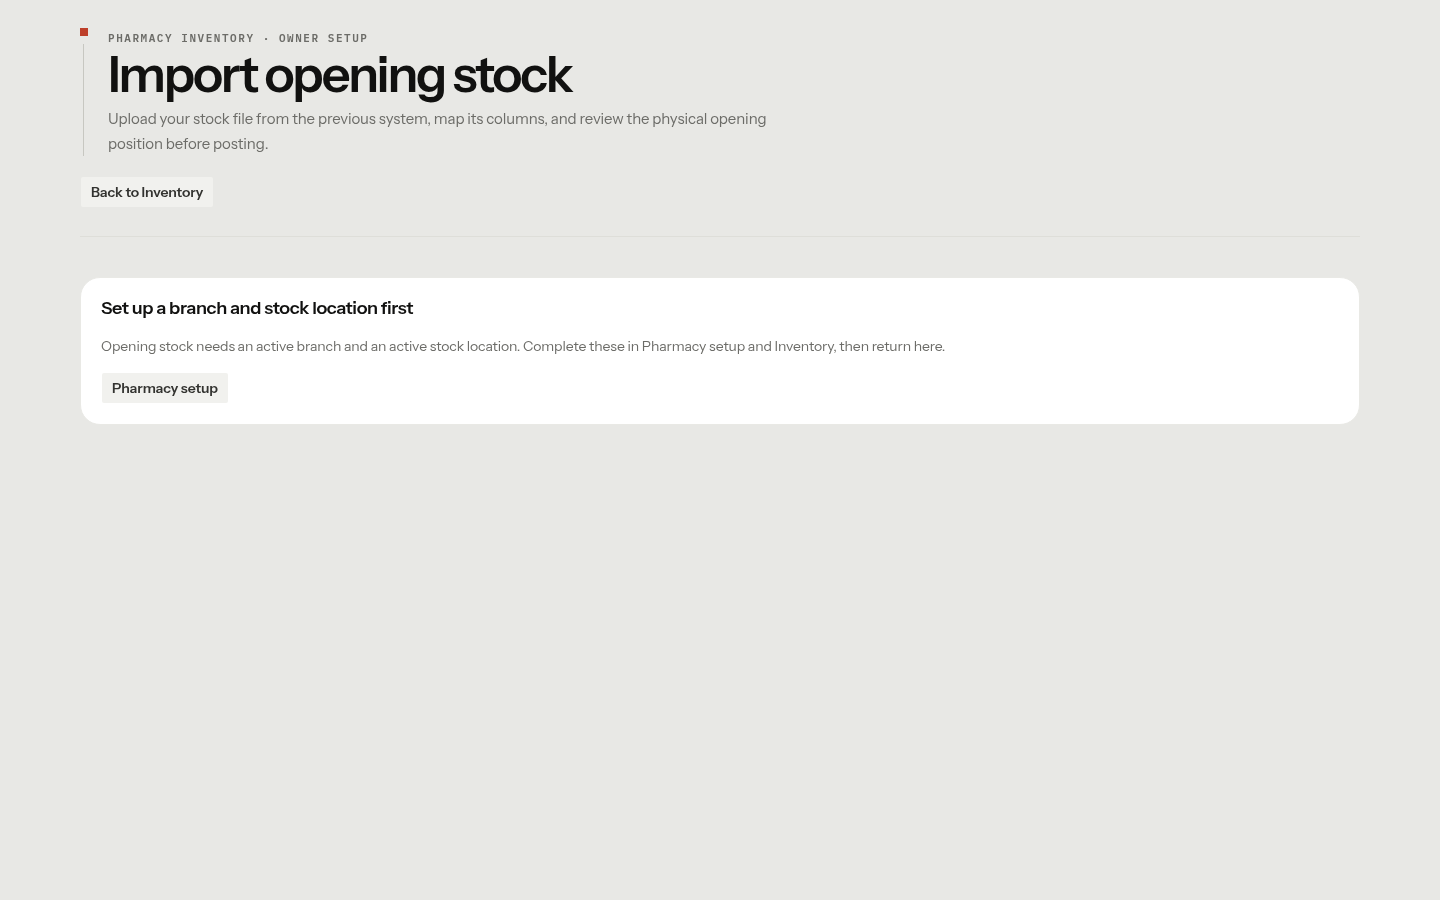 PHARMACY INVENTORY · OWNER SETUP
Import opening stock
Upload your stock file from the previous system, map its columns, and review the physical opening
position before posting.
Back to Inventory
Set up a branch and stock location first
Opening stock needs an active branch and an active stock location. Complete these in Pharmacy setup and Inventory, then return here.
Pharmacy setup